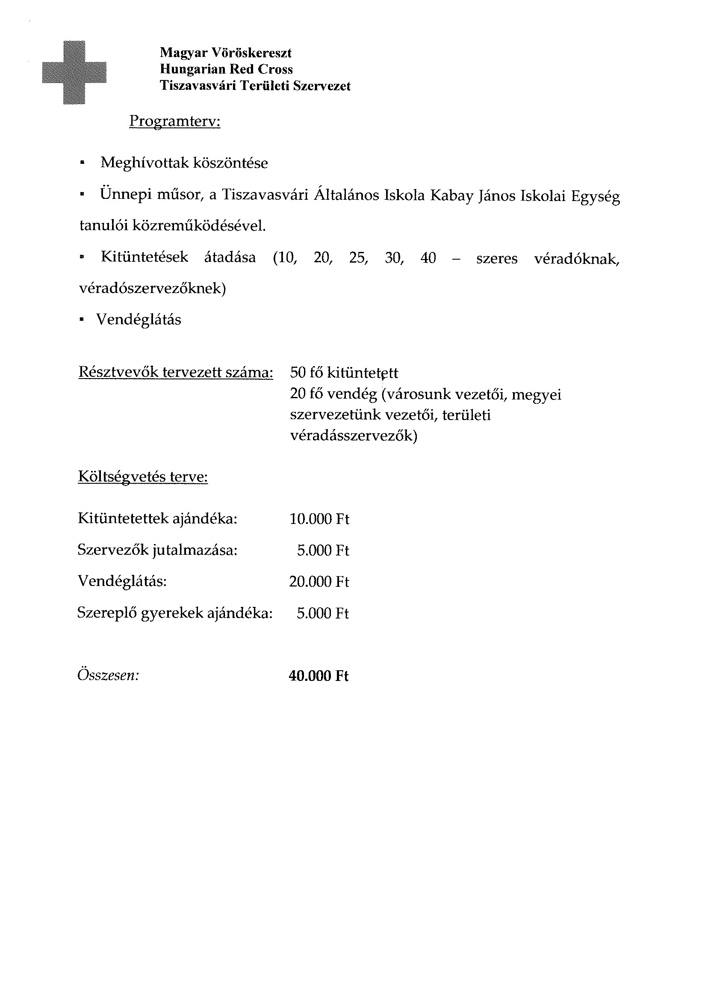 Magyar Vöröskereszt
Hungarian Red Cross
Tiszavasvári Területi Szervezet
Programterv:
▪ Meghívottak köszöntése
▪ Ünnepi műsor, a Tiszavasvári Általános Iskola Kabay János Iskolai Egység
tanulói közreműködésével.
▪ Kitüntetések átadása (10, 20, 25, 30, 40 – szeres véradóknak,
véradószervezőknek)
▪ Vendéglátás
Résztvevők tervezett száma: 50 fő kitüntetett
20 fő vendég (városunk vezetői, megyei
szervezetünk vezetői, területi
véradásszervezők)
Költségvetés terve:
Kitüntetettek ajándéka: 10.000 Ft
Szervezők jutalmazása: 5.000 Ft
Vendéglátás: 20.000 Ft
Szereplő gyerekek ajándéka: 5.000 Ft
Összesen: 40.000 Ft